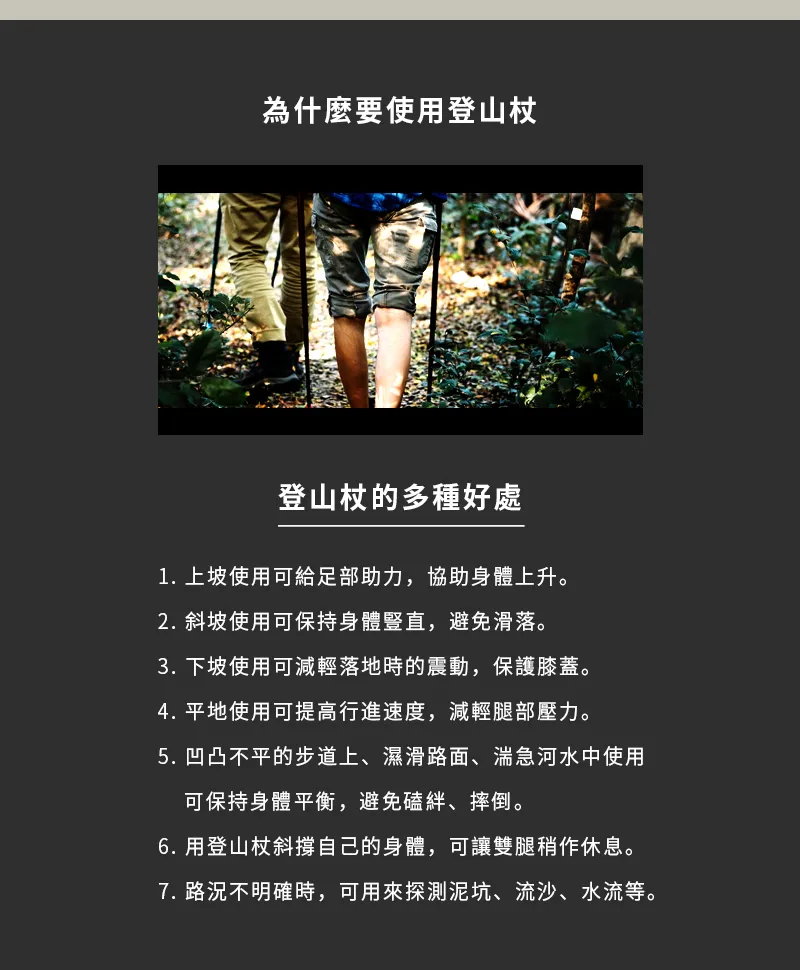 為什麼要使用登山杖
登山杖的多種好處
1. 上坡使用可給足部助力，協助身體上升。
2. 斜坡使用可保持身體豎直，避免滑落。
3. 下坡使用可減輕落地時的震動，保護膝蓋。
4. 平地使用可提高行進速度，減輕腿部壓力。
5. 凹凸不平的步道上、濕滑路面、湍急河水中使用
可保持身體平衡，避免磕絆、摔倒。
6. 用登山杖斜撐自己的身體，可讓雙腿稍作休息。
7. 路況不明確時，可用來探測泥坑、流沙、水流等。